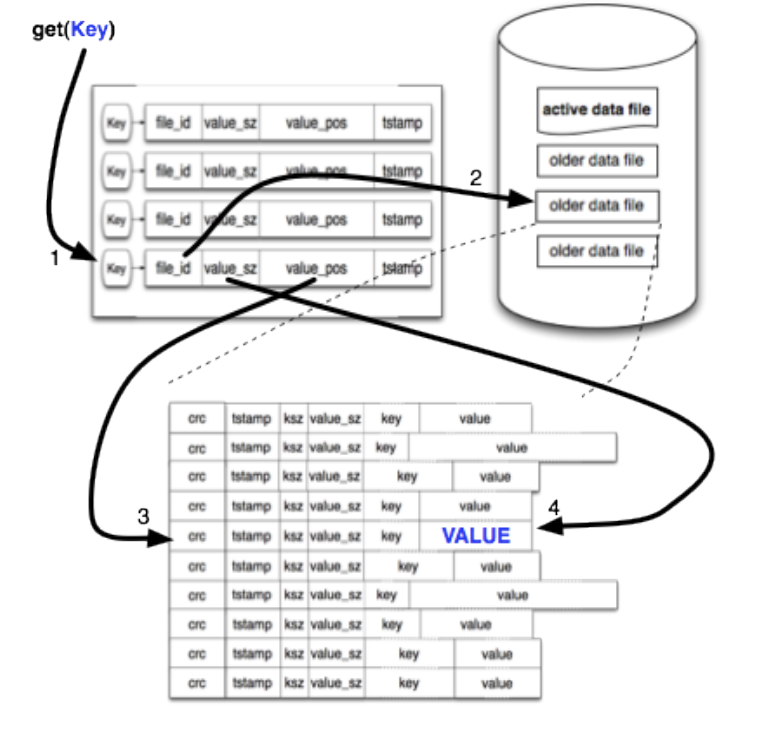 get(Key)
Key file_id value_sz value_pos tstamp
Key file_id value_sz value_pos tstamp
Key file_id value_sz value_pos tstamp
Key file_id value_sz value_pos tstamp
1
2
active data file
older data file
older data file
older data file
3
4
crc tstamp ksz value_sz key value
crc tstamp ksz value_sz key value
crc tstamp ksz value_sz key value
crc tstamp ksz value_sz key value
crc tstamp ksz value_sz key VALUE
crc tstamp ksz value_sz key value
crc tstamp ksz value_sz key value
crc tstamp ksz value_sz key value
crc tstamp ksz value_sz key value
crc tstamp ksz value_sz key value